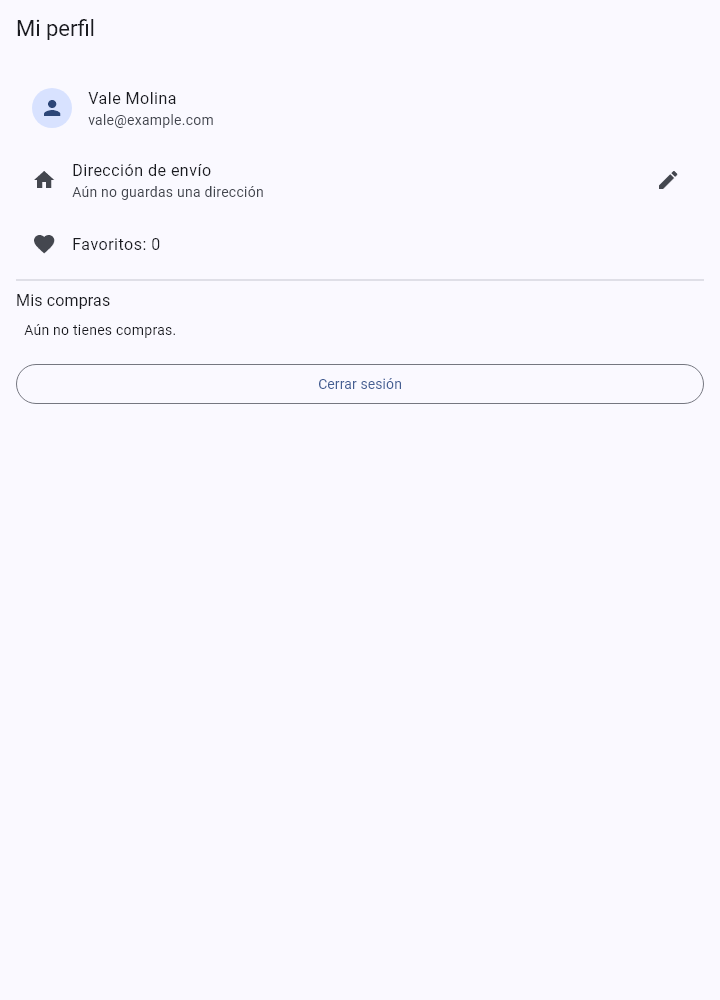 Mi perfil
Vale Molina
vale@example.com
Dirección de envío
Aún no guardas una dirección
Favoritos: 0
Mis compras
Aún no tienes compras.
Cerrar sesión